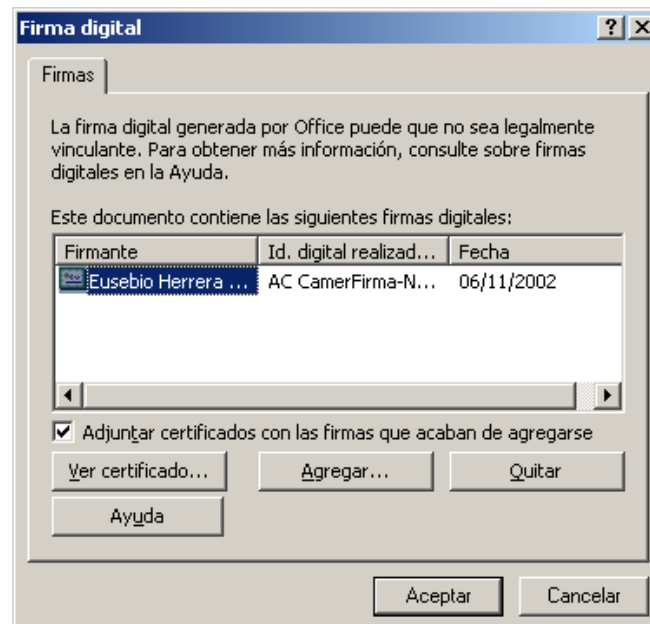 Firma digital
Firmas
La firma digital generada por Office puede que no sea legalmente
vinculante. Para obtener más información, consulte sobre firmas
digitales en la Ayuda.
Este documento contiene las siguientes firmas digitales:
Firmante Id. digital realizad... Fecha
Eusebio Herrera ... AC CamerFirma-N... 06/11/2002
Adjuntar certificados con las firmas que acaban de agregarse
Ver certificado... Agregar... Quitar
Ayuda
Aceptar Cancelar